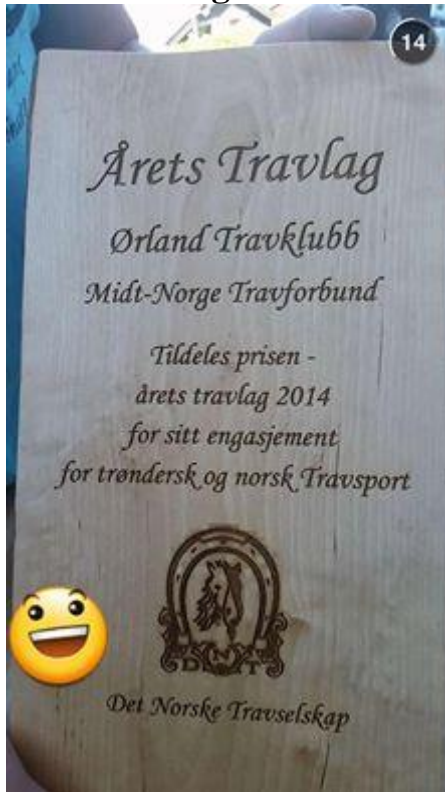 14
Årets Travlag
Ørland Travklubb
Midt-Norge Travforbund
Tildeles prisen -
årets travlag 2014
for sitt engasjement
for trøndersk og norsk Travsport
DNT
Det Norske Travselskap